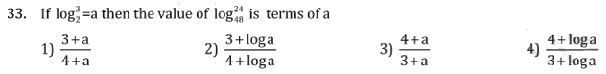 33. If log₂³=a then the value of log₄₈²⁴ is terms of a
1) (3+a)/(4+a) 2) (3+loga)/(4+loga) 3) (4+a)/(3+a) 4) (4+loga)/(3+loga)